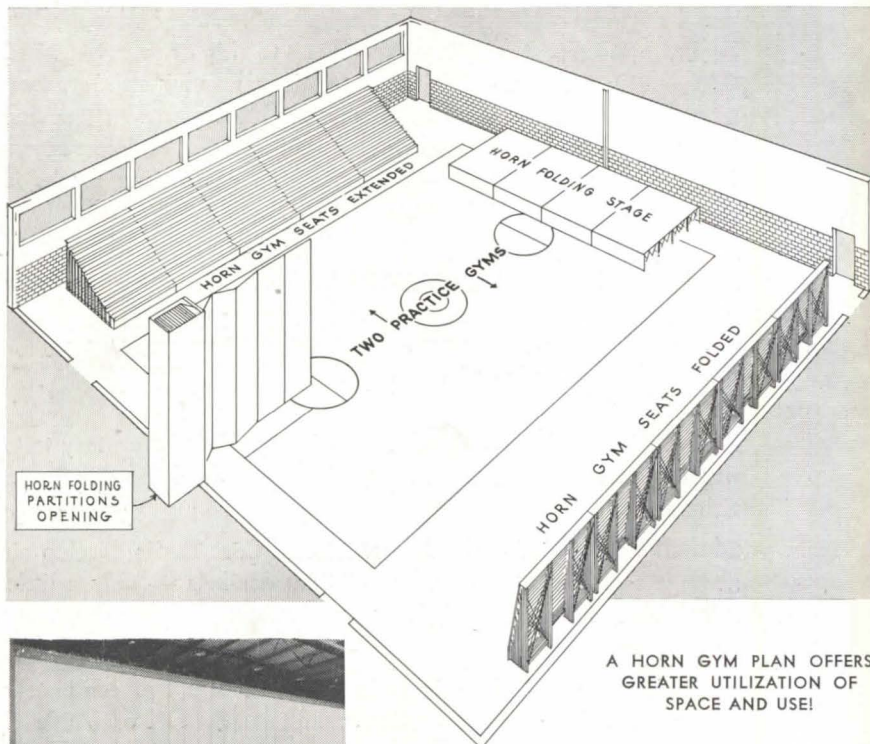 HORN GYM SEATS EXTENDED
HORN FOLDING STAGE
TWO PRACTICE GYMS
HORN GYM SEATS FOLDED
HORN FOLDING
PARTITIONS
OPENING
A HORN GYM PLAN OFFERS
GREATER UTILIZATION OF
SPACE AND USE!